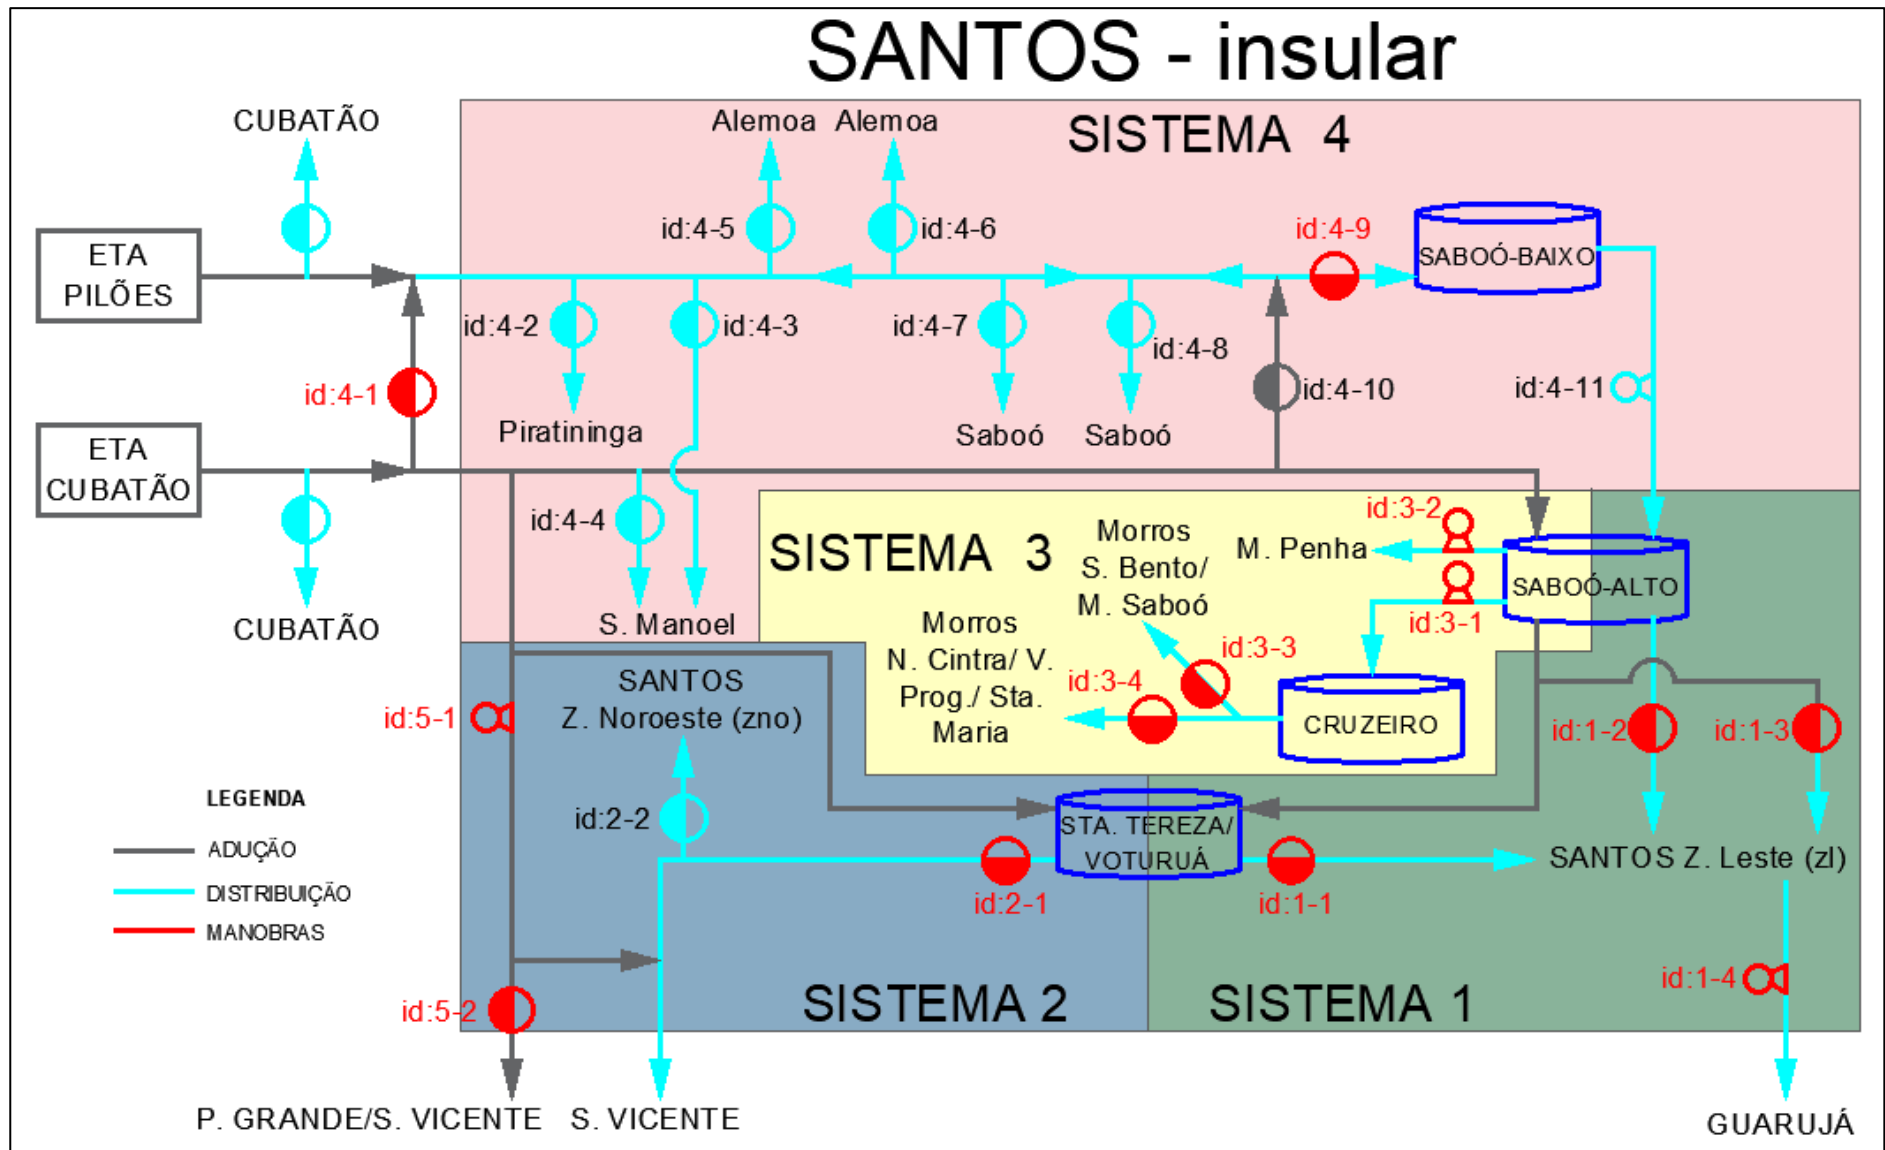 SANTOS - insular
CUBATÃO
Alemoa
Alemoa
SISTEMA 4
id:4-5
id:4-6
id:4-9
ETA
PILÕES
SABOÓ-BAIXO
id:4-2
id:4-3
id:4-7
id:4-8
id:4-1
id:4-10
id:4-11
Piratininga
Saboó
Saboó
ETA
CUBATÃO
id:4-4
CUBATÃO
S. Manoel
SISTEMA 3
id:3-2
M. Penha
Morros
S. Bento/
M. Saboó
SABOÓ-ALTO
id:3-1
Morros
N. Cintra/ V.
Prog./ Sta.
Maria
id:3-3
id:3-4
CRUZEIRO
SANTOS
Z. Noroeste (zno)
id:5-1
id:1-2
id:1-3
LEGENDA
ADUÇÃO
DISTRIBUIÇÃO
MANOBRAS
id:2-2
STA. TEREZA/
VOTURUÁ
SANTOS Z. Leste (zl)
id:2-1
id:1-1
id:1-4
id:5-2
SISTEMA 2
SISTEMA 1
P. GRANDE/S. VICENTE
S. VICENTE
GUARUJÁ